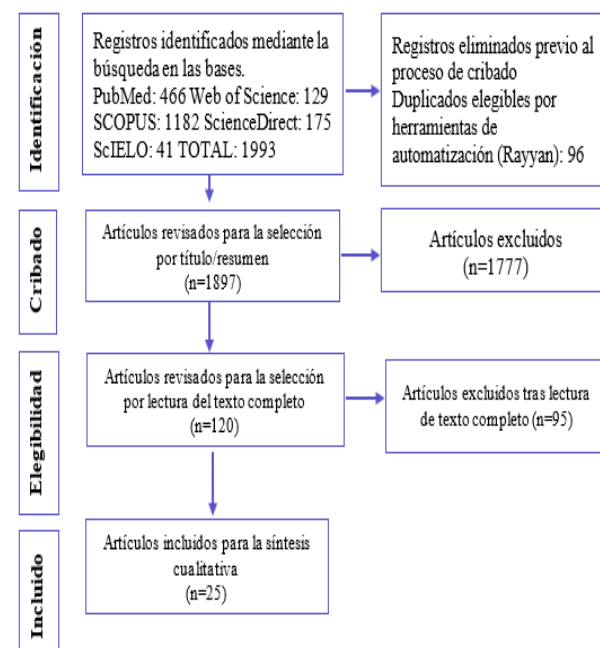 Identificación
Registros identificados mediante la
búsqueda en las bases.
PubMed: 466 Web of Science: 129
SCOPUS: 1182 ScienceDirect: 175
ScIELO: 41 TOTAL: 1993
Registros eliminados previo al
proceso de cribado
Duplicados elegibles por
herramientas de
automatización (Rayyan): 96
Cribado
Artículos revisados para la selección
por título/resumen
(n=1897)
Artículos excluidos
(n=1777)
Elegibilidad
Artículos revisados para la selección
por lectura del texto completo
(n=120)
Artículos excluidos tras lectura
de texto completo (n=95)
Incluido
Artículos incluidos para la síntesis
cualitativa
(n=25)